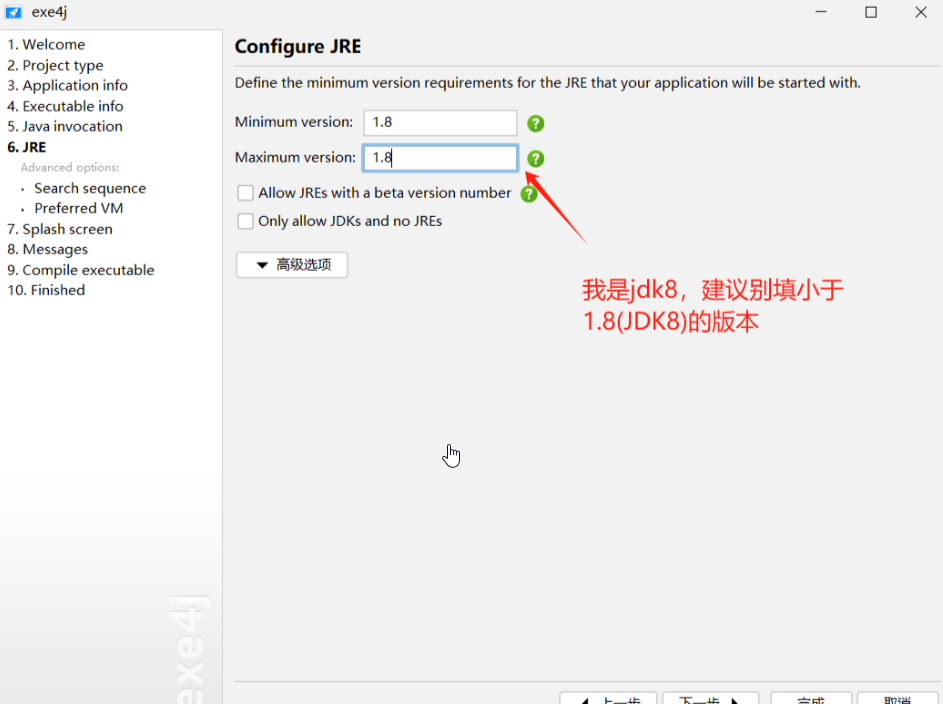 exe4j
1. Welcome
2. Project type
3. Application info
4. Executable info
5. Java invocation
6. JRE
Advanced options:
· Search sequence
· Preferred VM
7. Splash screen
8. Messages
9. Compile executable
10. Finished
exe4j
Configure JRE
Define the minimum version requirements for the JRE that your application will be started with.
Minimum version: 1.8
Maximum version: 1.8
Allow JREs with a beta version number
Only allow JDKs and no JREs
高级选项
我是jdk8，建议别填小于
1.8(JDK8)的版本
上一步
下一步
完成
取消